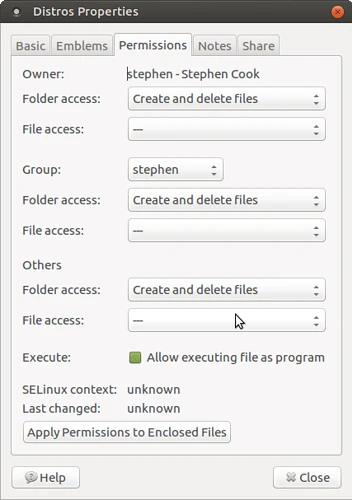 Distros Properties
Basic Emblems Permissions Notes Share
Owner: stephen - Stephen Cook
Folder access: Create and delete files
File access: ---
Group: stephen
Folder access: Create and delete files
File access: ---
Others
Folder access: Create and delete files
File access: ---
Execute: Allow executing file as program
SELinux context: unknown
Last changed: unknown
Apply Permissions to Enclosed Files
Help Close